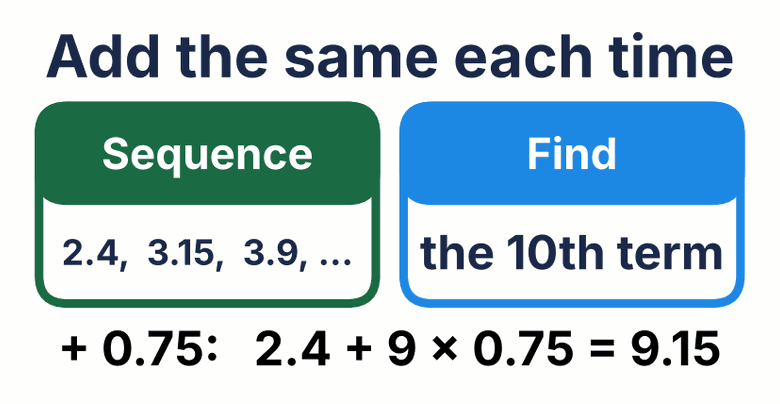 Add the same each time
Sequence
Find
2.4, 3.15, 3.9, ...
the 10th term
+ 0.75: 2.4 + 9 × 0.75 = 9.15